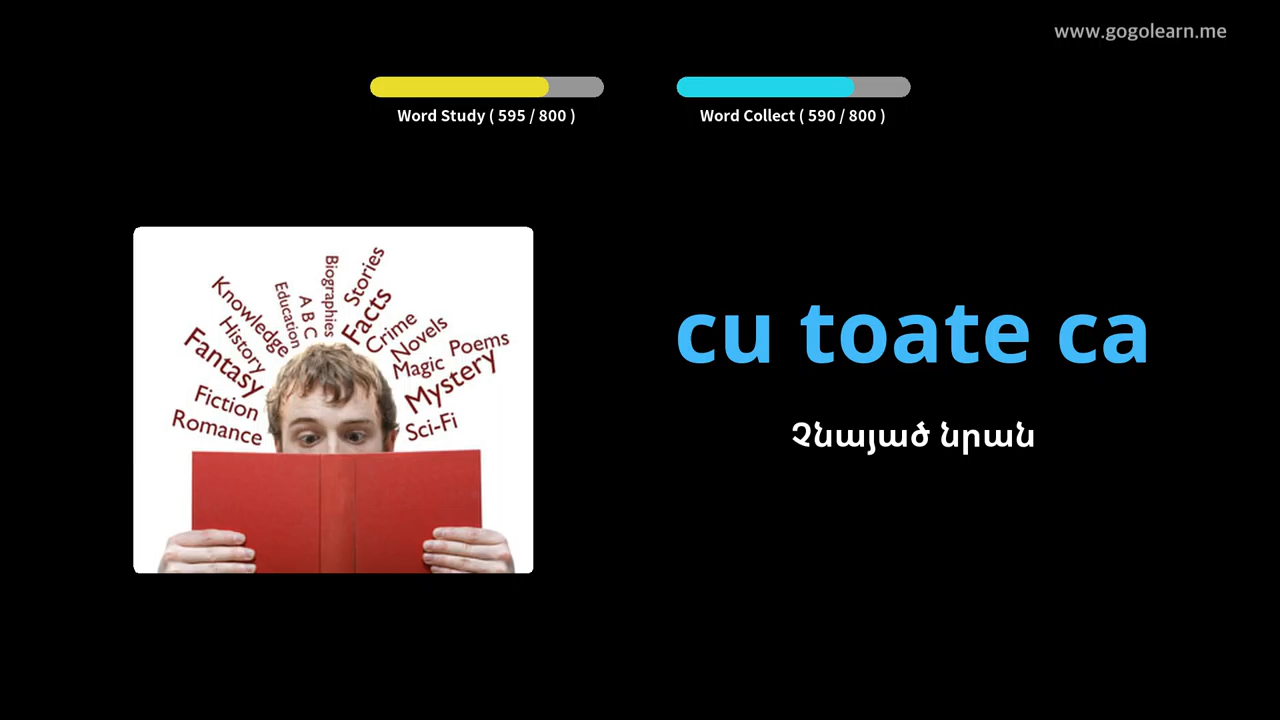 www.gogolearn.me
Word Study ( 595 / 800 )
Word Collect ( 590 / 800 )
Stories
Biographies
Facts
Education
A B C
Knowledge
Crime
Novels
History
Poems
Fantasy
Magic
Mystery
Fiction
Romance
Sci-Fi
cu toate ca
Չնայած նրան